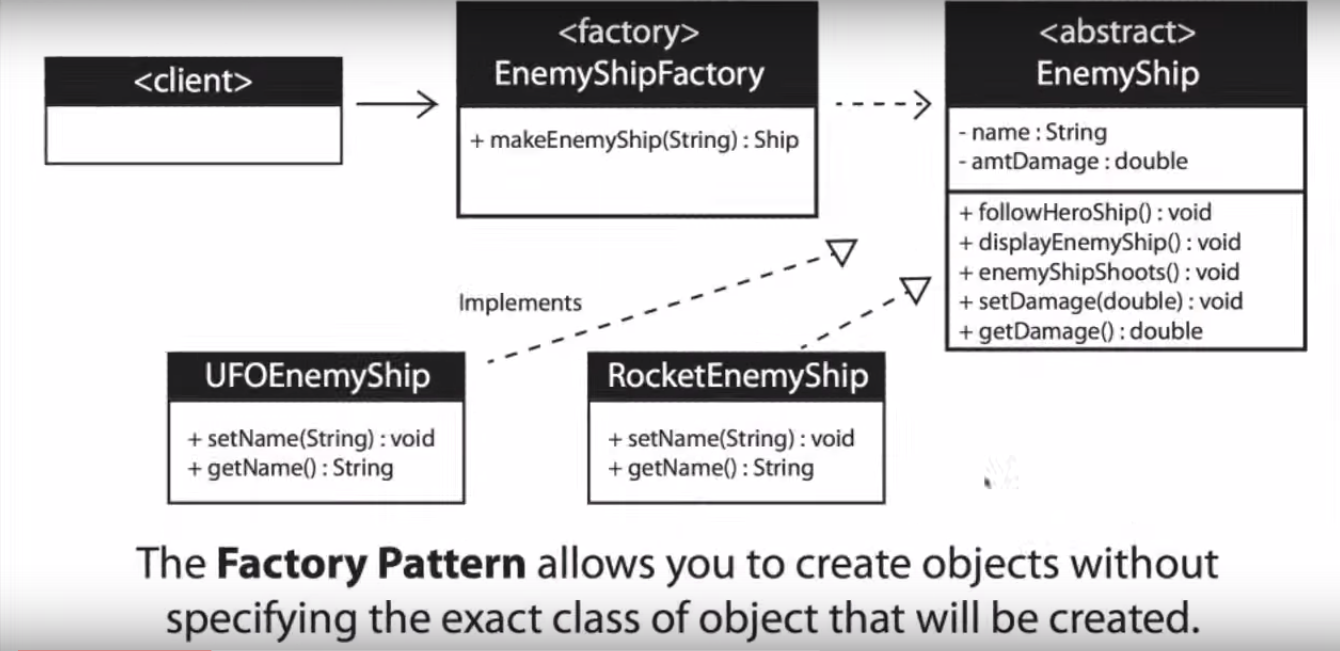 <client>
<factory>
EnemyShipFactory
+ makeEnemyShip(String) : Ship
<abstract>
EnemyShip
- name : String
- amtDamage : double
+ followHeroShip() : void
+ displayEnemyShip() : void
+ enemyShipShoots() : void
+ setDamage(double) : void
+ getDamage() : double
Implements
UFOEnemyShip
+ setName(String) : void
+ getName() : String
RocketEnemyShip
+ setName(String) : void
+ getName() : String
The Factory Pattern allows you to create objects without
specifying the exact class of object that will be created.